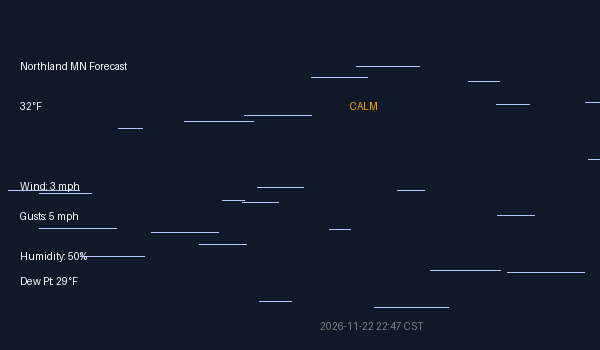 Northland MN Forecast
32°F
CALM
Wind: 3 mph
Gusts: 5 mph
Humidity: 50%
Dew Pt: 29°F
2026-11-22 22:47 CST